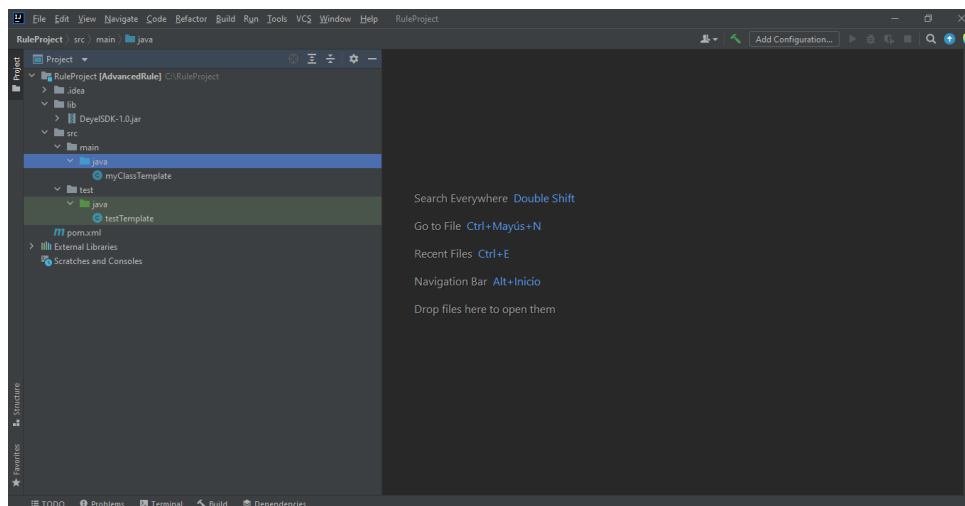 File Edit View Navigate Code Refactor Build Run Tools VCS Window Help RuleProject
RuleProject src main java
Add Configuration...
Project
Project
RuleProject [AdvancedRule] C:\RuleProject
.idea
lib
DeyelSDK-1.0.jar
src
main
java
myClassTemplate
test
java
testTemplate
pom.xml
External Libraries
Scratches and Consoles
Search Everywhere Double Shift
Go to File Ctrl+Mayús+N
Recent Files Ctrl+E
Navigation Bar Alt+Inicio
Drop files here to open them
Structure
Favorites
TODO Problems Terminal Build Dependencies